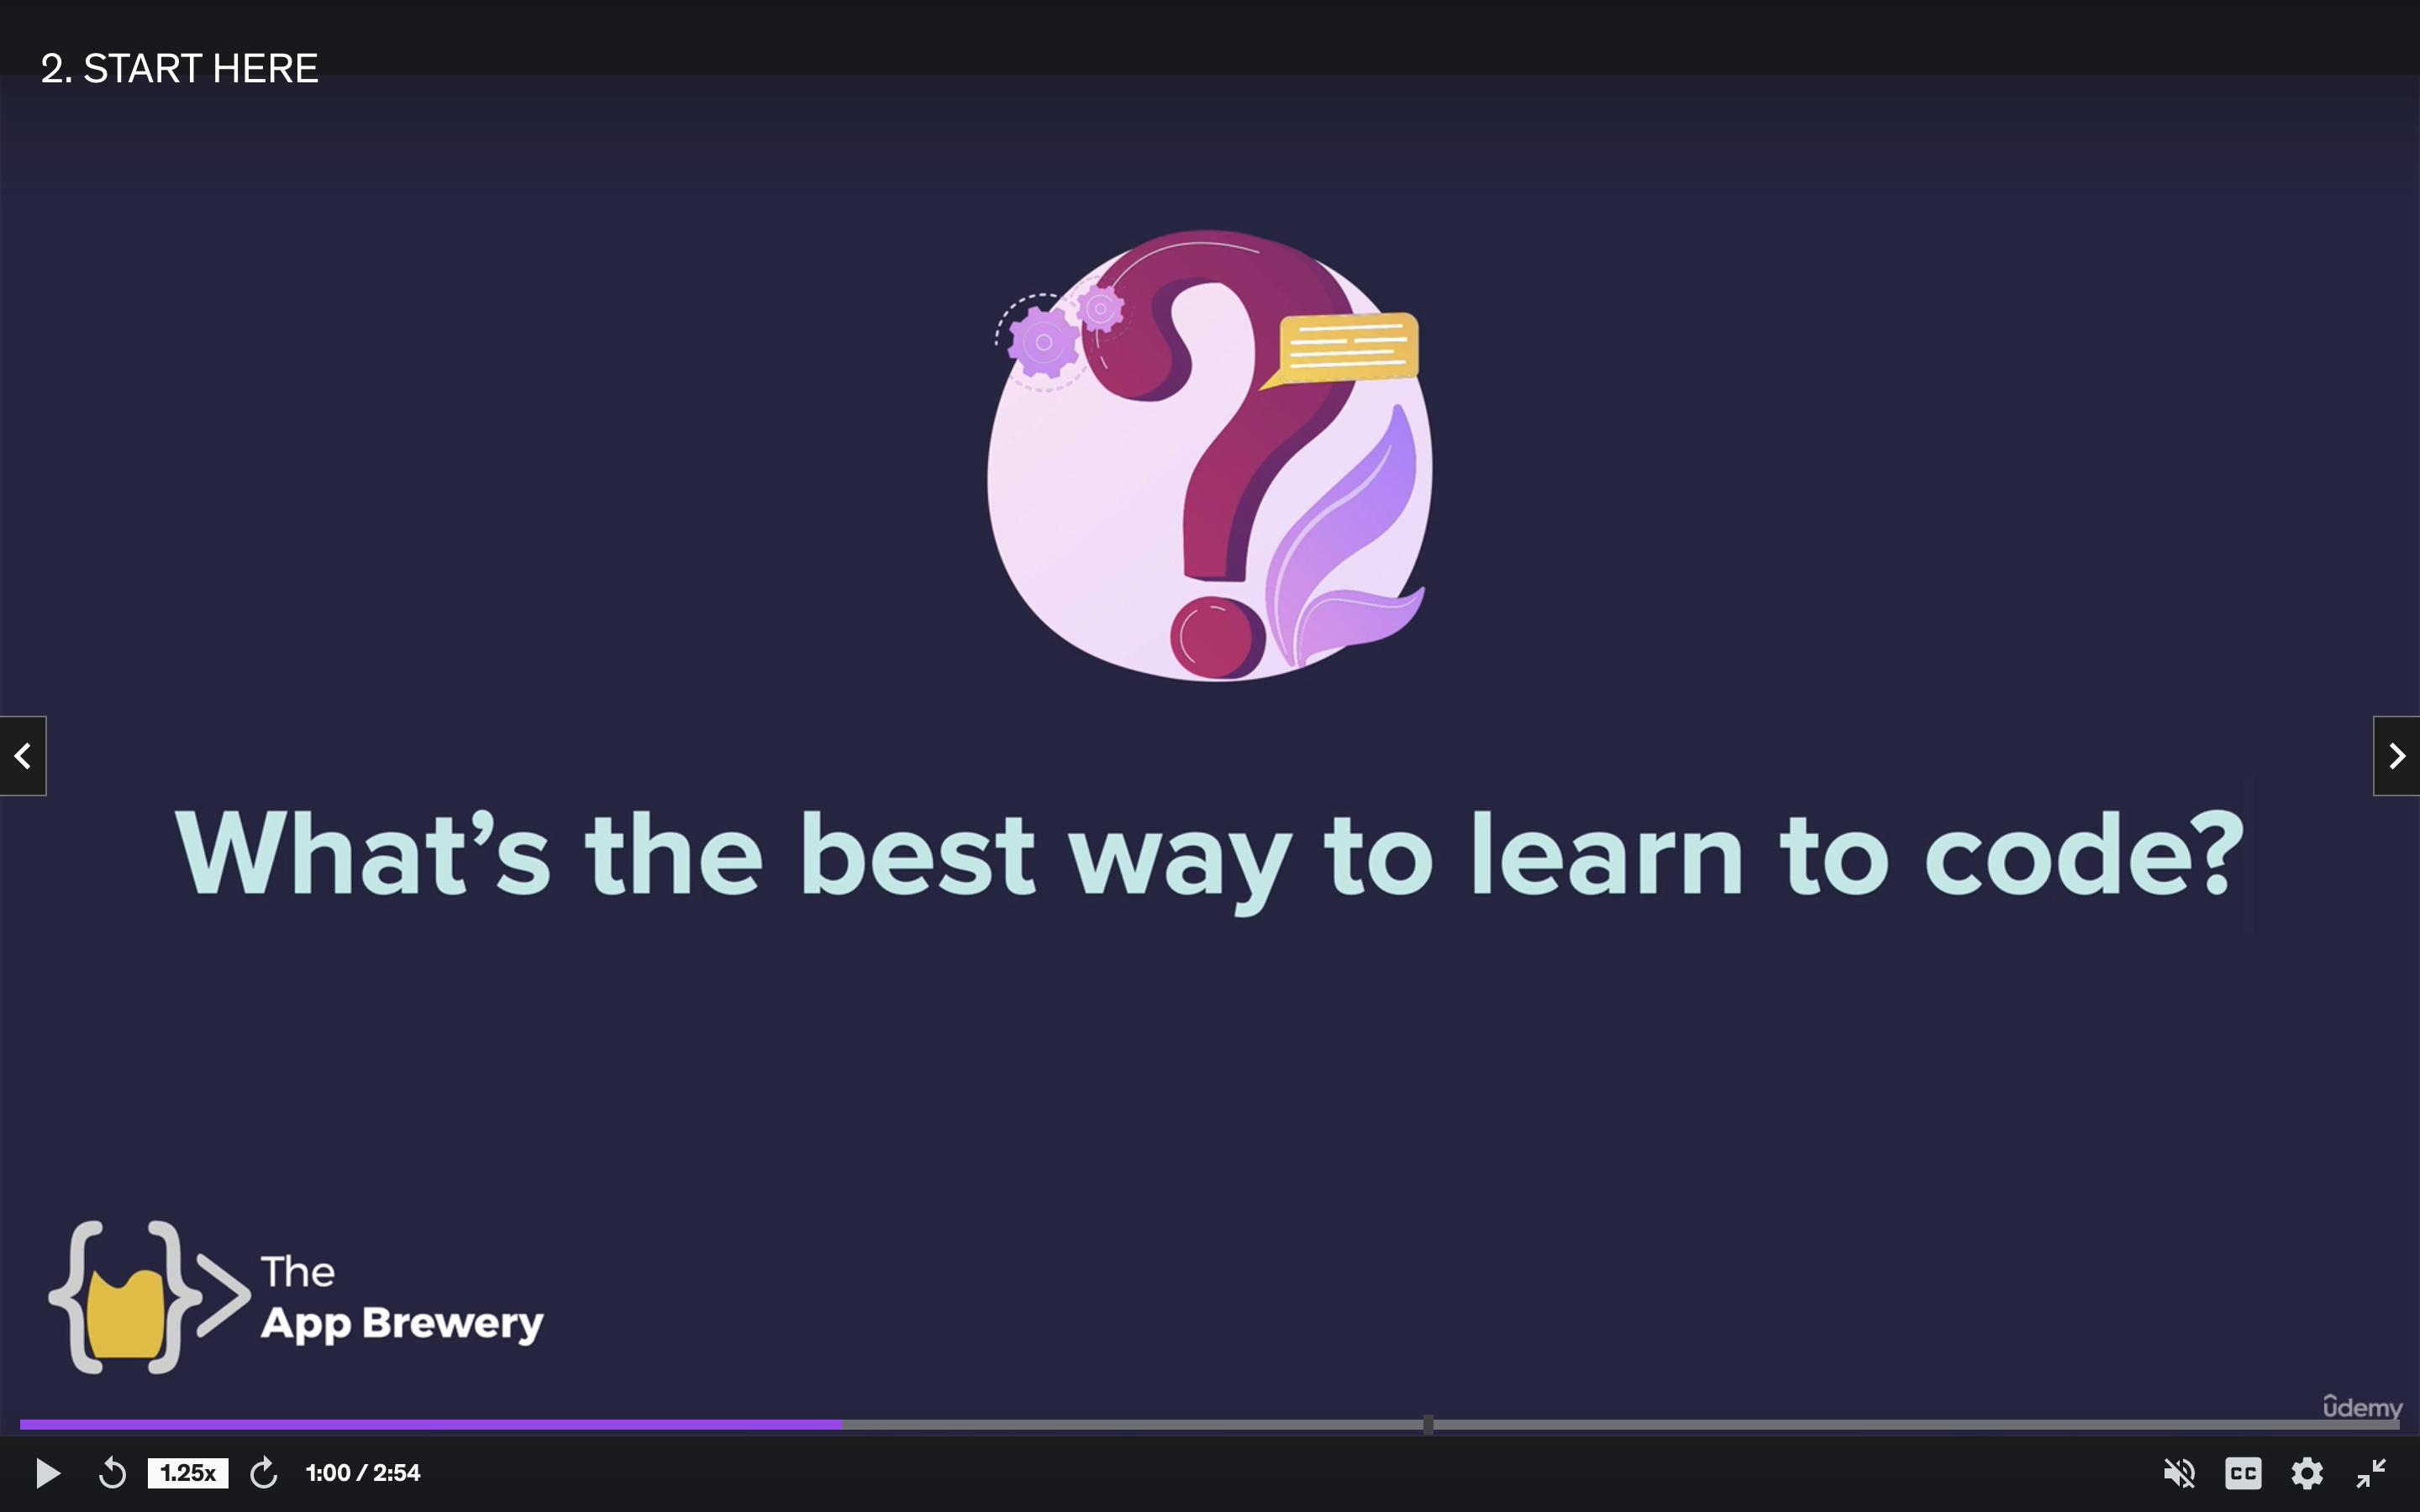 2. START HERE
What's the best way to learn to code?
The
App Brewery
udemy
1.25x
1:00 / 2:54
CC